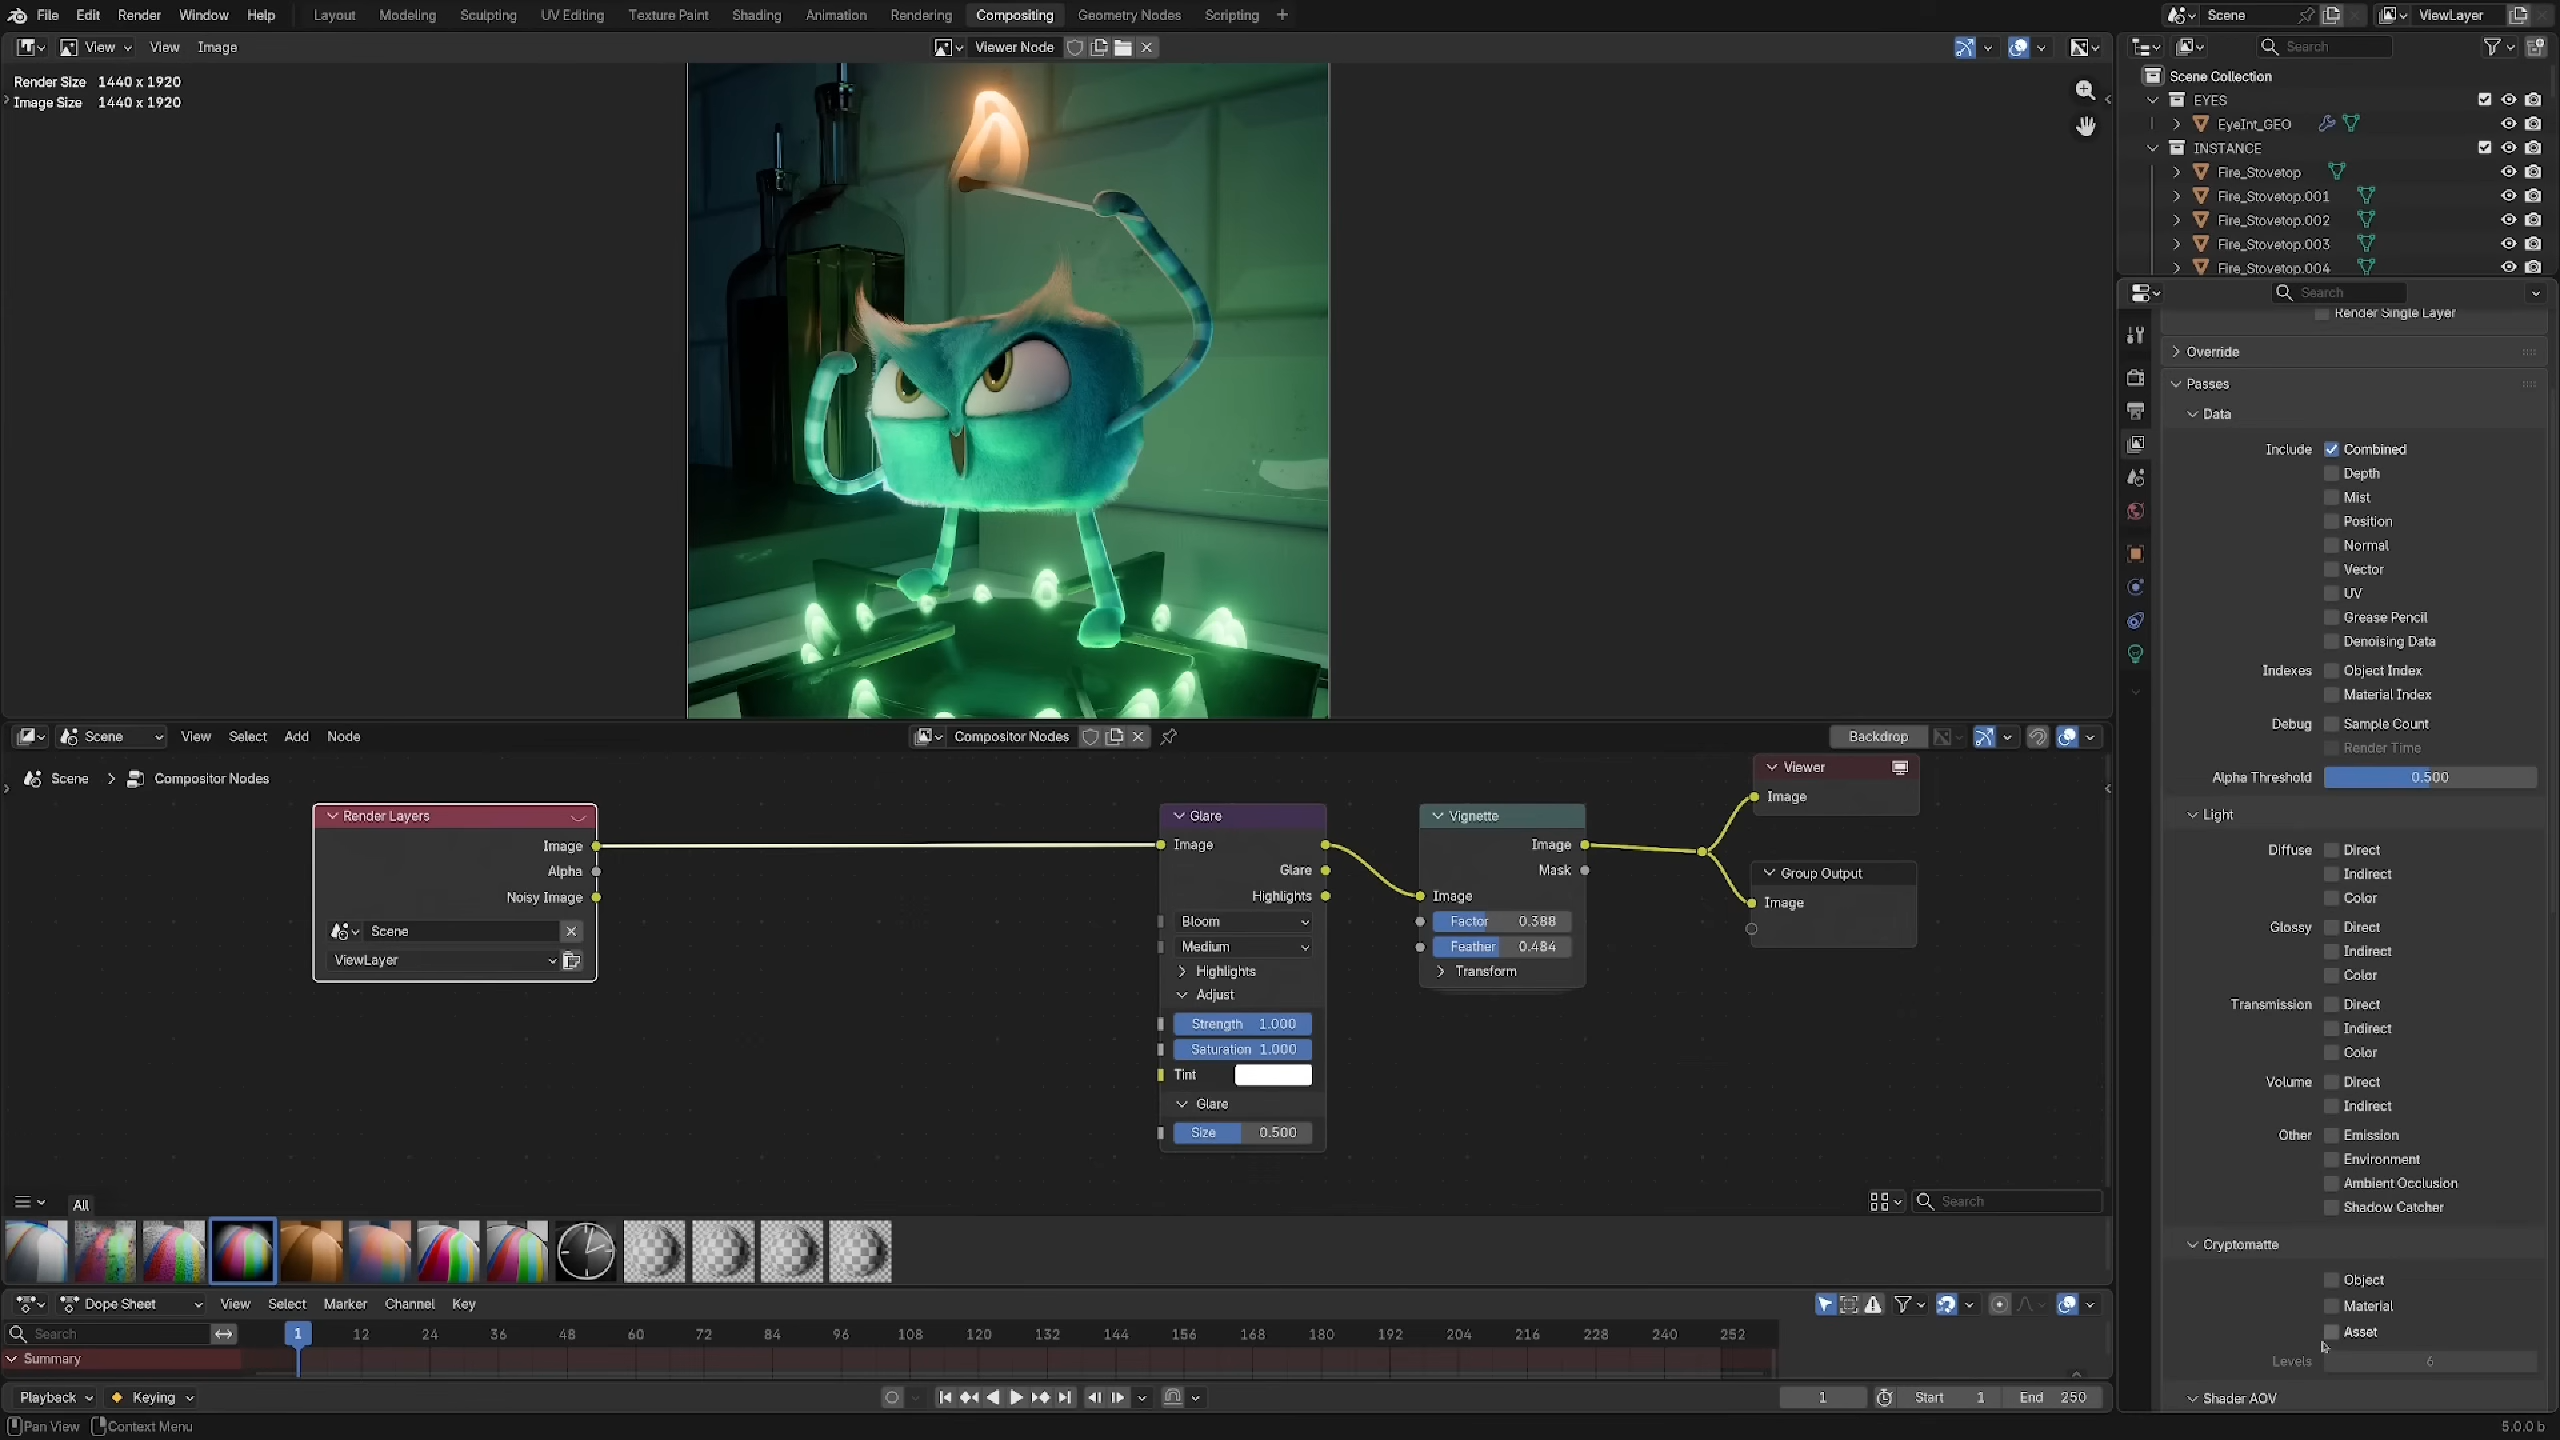 File Edit Render Window Help Layout Modeling Sculpting UV Editing Texture Paint Shading Animation Rendering Compositing Geometry Nodes Scripting + Scene ViewLayer
View View Image Viewer Node Search
Render Size 1440 x 1920
Image Size 1440 x 1920
Scene Collection
EYES
EyeInt_GEO
INSTANCE
Fire_Stovetop
Fire_Stovetop.001
Fire_Stovetop.002
Fire_Stovetop.003
Fire_Stovetop.004
Search
Render Single Layer
Override
Passes
Data
Include Combined
Depth
Mist
Position
Normal
Vector
UV
Grease Pencil
Denoising Data
Indexes Object Index
Material Index
Debug Sample Count
Render Time
Alpha Threshold 0.500
Light
Diffuse Direct
Indirect
Color
Glossy Direct
Indirect
Color
Transmission Direct
Indirect
Color
Volume Direct
Indirect
Other Emission
Environment
Ambient Occlusion
Shadow Catcher
Cryptomatte
Object
Material
Asset
Levels 6
Shader AOV
Scene View Select Add Node Compositor Nodes Backdrop
Scene > Compositor Nodes
Render Layers
Image
Alpha
Noisy Image
Scene
ViewLayer
Glare
Image
Glare
Highlights
Bloom
Medium
Highlights
Adjust
Strength 1.000
Saturation 1.000
Tint
Glare
Size 0.500
Vignette
Image
Mask
Image
Factor 0.388
Feather 0.484
Transform
Viewer
Image
Group Output
Image
All Search
Dope Sheet View Select Marker Channel Key
Search 1 12 24 36 48 60 72 84 96 108 120 132 144 156 168 180 192 204 216 228 240 252
Summary
Playback Keying 1 Start 1 End 250
Pan View Context Menu 5.0.0 b